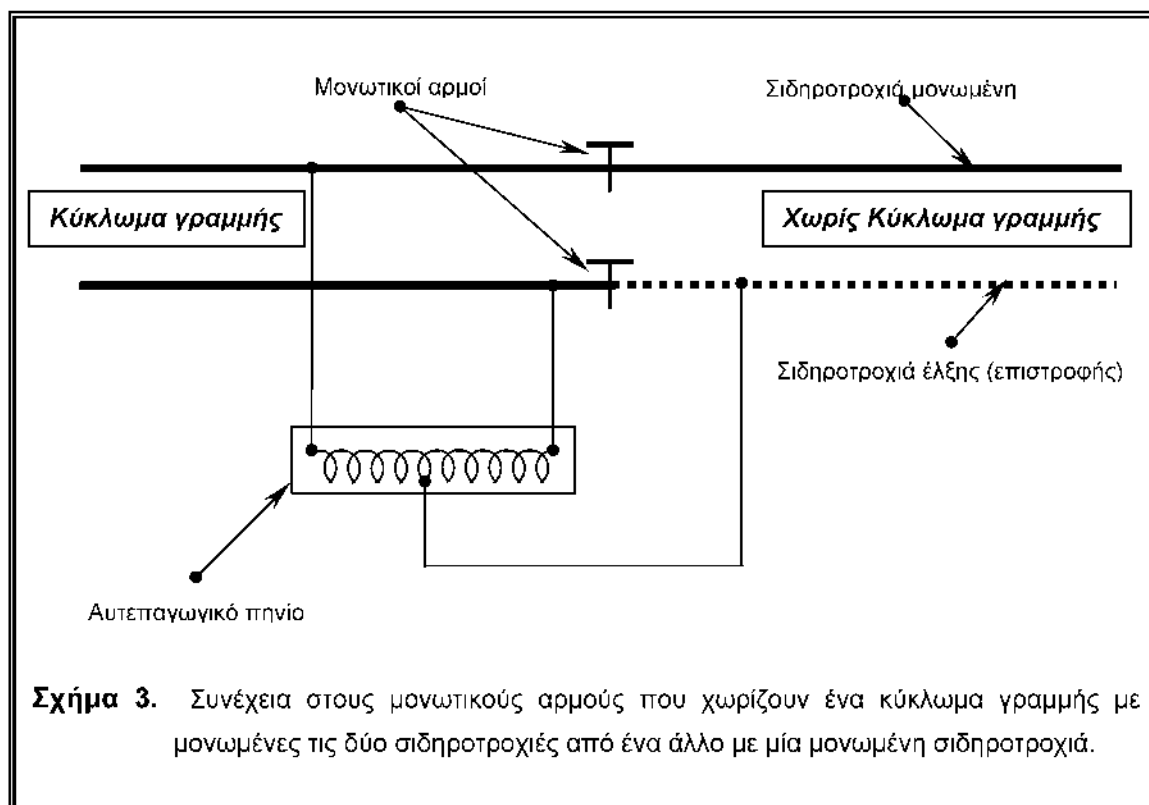 Μονωτικοί αρμοί
Σιδηροτροχιά μονωμένη
Κύκλωμα γραμμής
Χωρίς Κύκλωμα γραμμής
Σιδηροτροχιά έλξης (επιστροφής)
Αυτεπαγωγικό πηνίο
Σχήμα 3. Συνέχεια στους μονωτικούς αρμούς που χωρίζουν ένα κύκλωμα γραμμής με
μονωμένες τις δύο σιδηροτροχιές από ένα άλλο με μία μονωμένη σιδηροτροχιά.